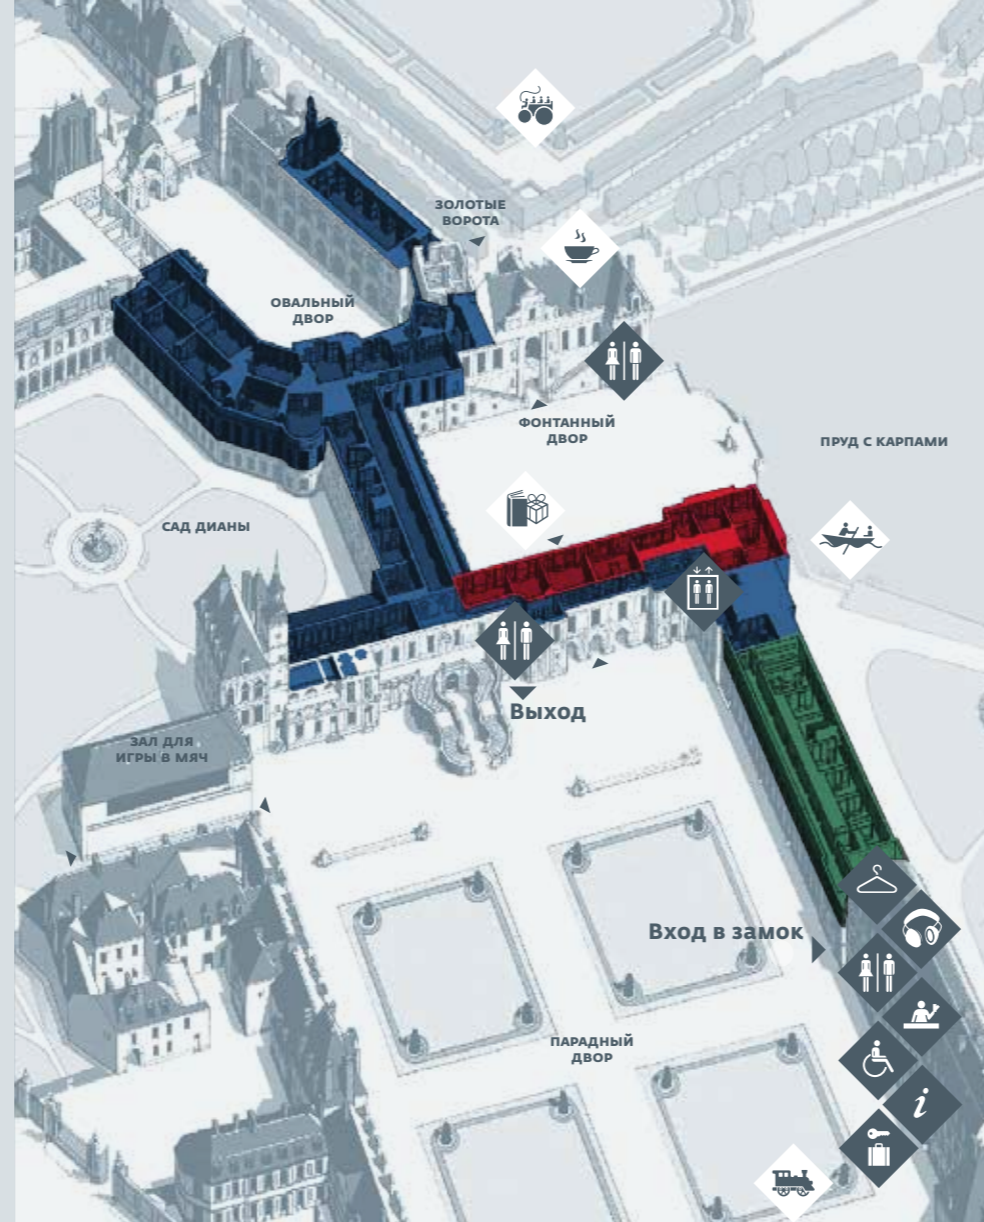 ЗОЛОТЫЕ
ВОРОТА
ОВАЛЬНЫЙ
ДВОР
ФОНТАННЫЙ
ДВОР
ПРУД С КАРПАМИ
САД ДИАНЫ
Выход
ЗАЛ ДЛЯ
ИГРЫ В МЯЧ
Вход в замок
ПАРАДНЫЙ
ДВОР
i